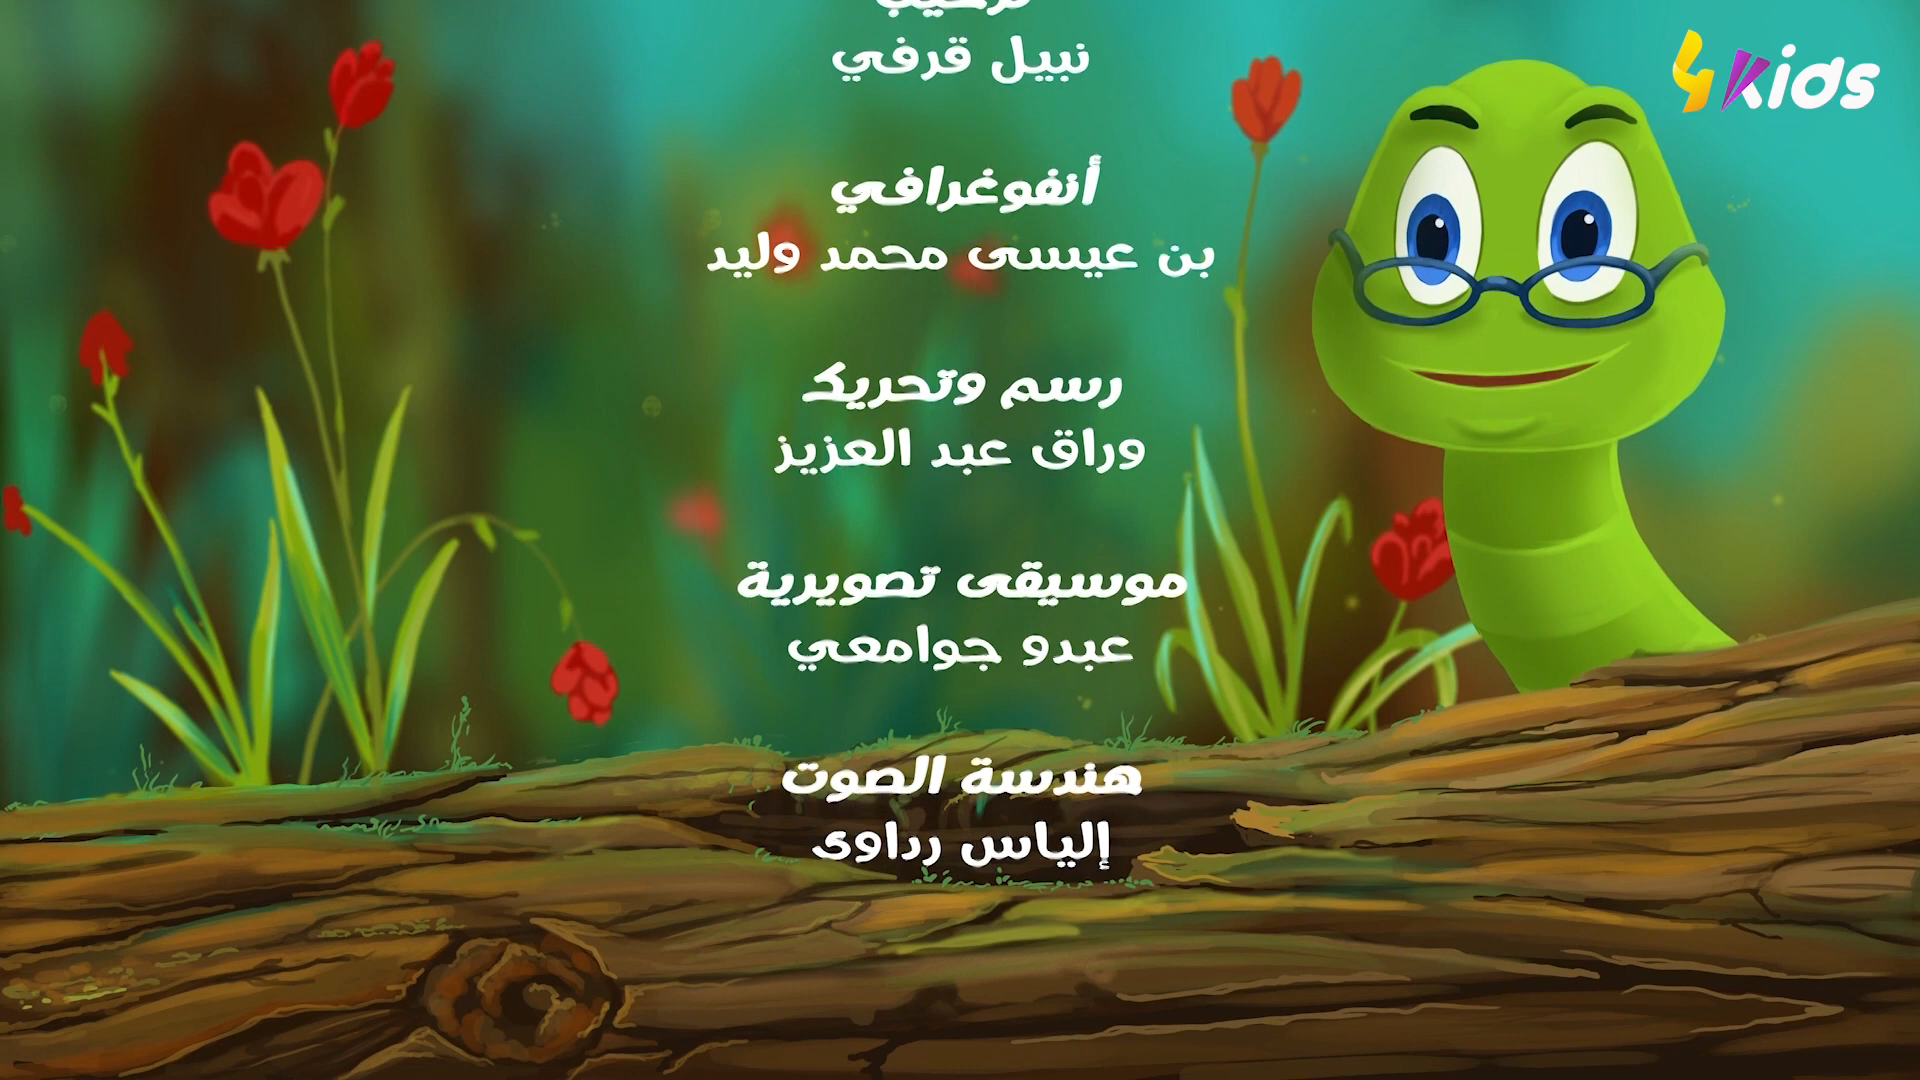 4Kids
نبيل قرفي
أنفوغرافي
بن عيسى محمد وليد
رسم وتحريك
وراق عبد العزيز
موسيقى تصويرية
عبدو جوامعي
هندسة الصوت
إلياس رداوى